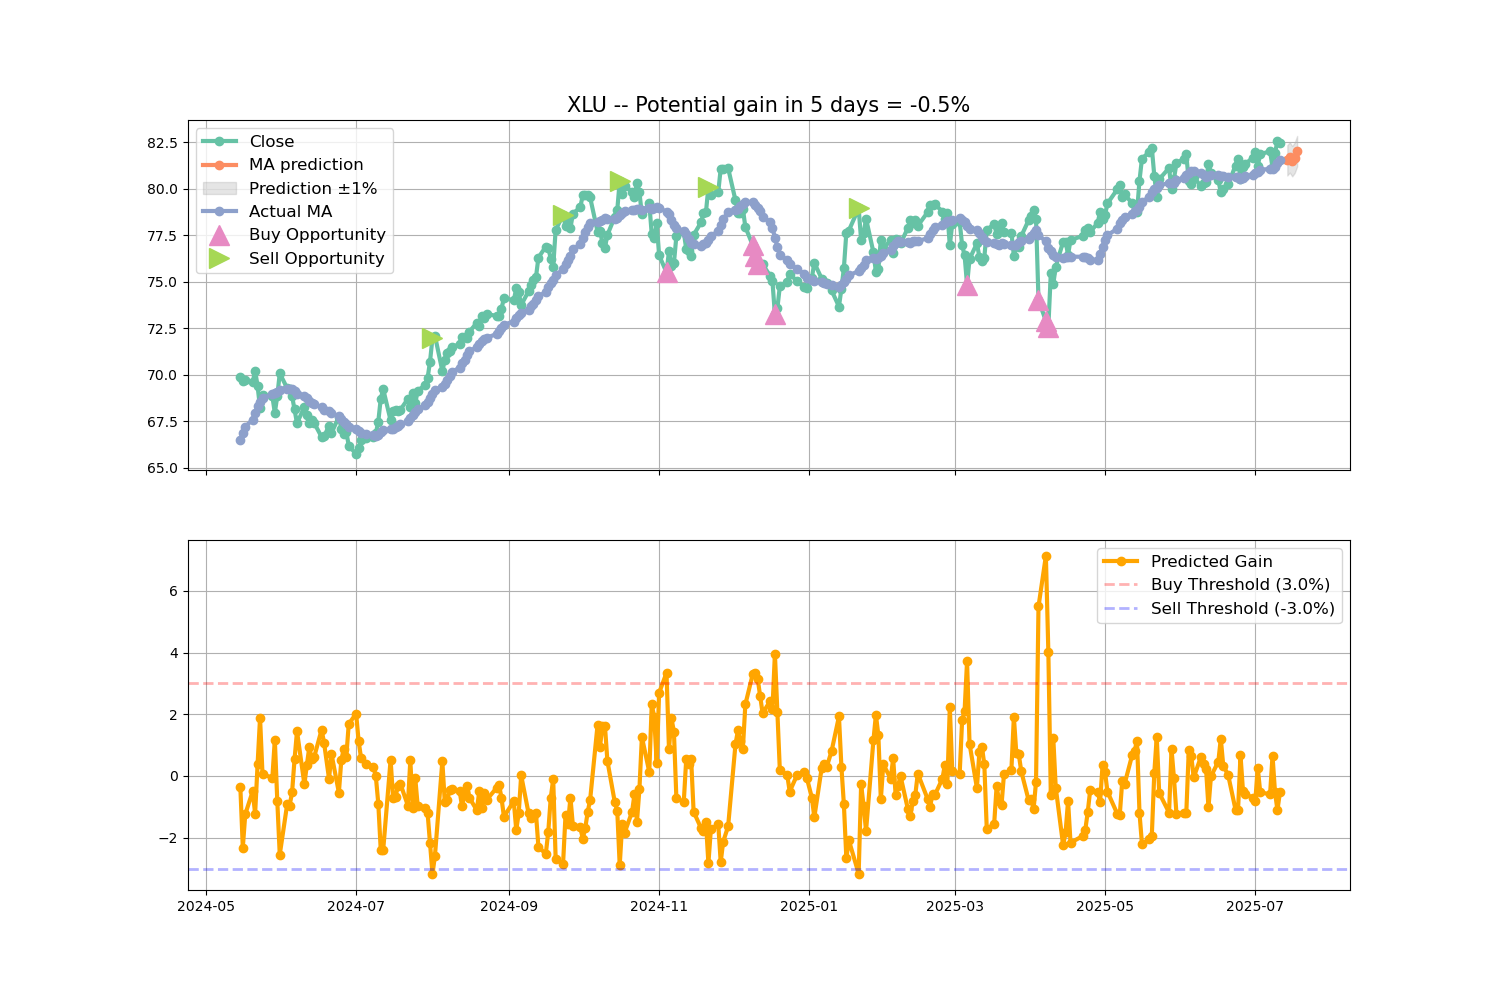 XLU -- Potential gain in 5 days = -0.5%
82.5
80.0
77.5
75.0
72.5
70.0
67.5
65.0
Close
MA prediction
Prediction ±1%
Actual MA
Buy Opportunity
Sell Opportunity
6
4
2
0
−2
Predicted Gain
Buy Threshold (3.0%)
Sell Threshold (-3.0%)
2024-05 2024-07 2024-09 2024-11 2025-01 2025-03 2025-05 2025-07